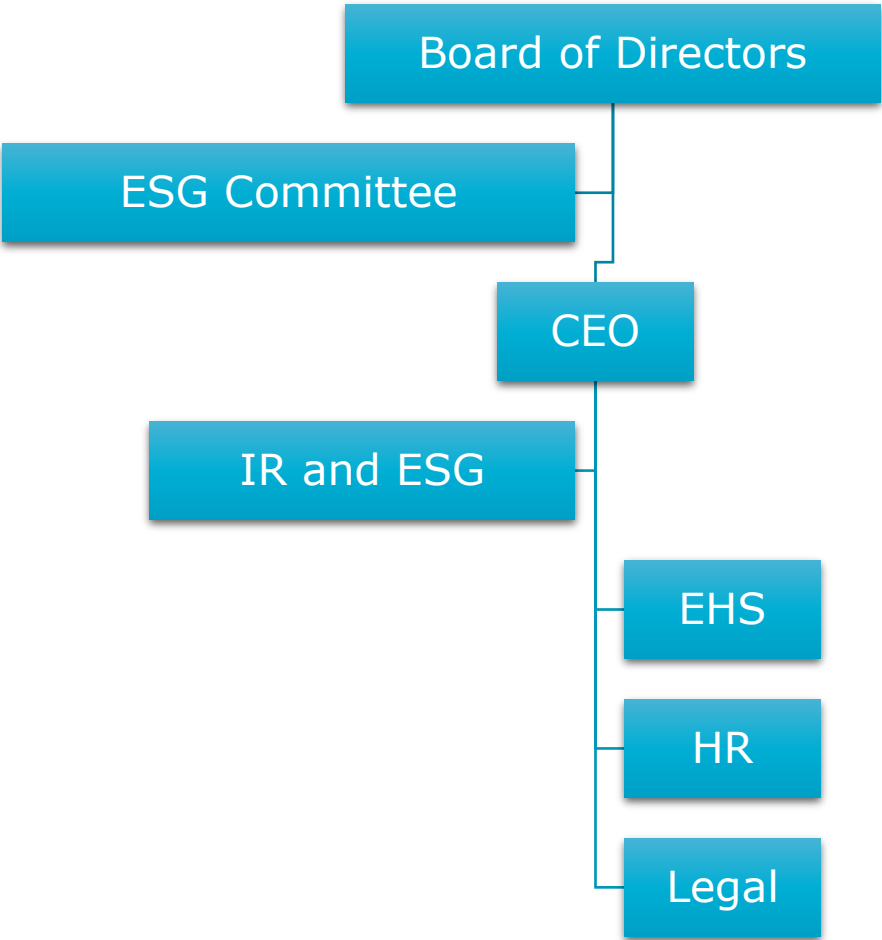 Board of Directors
ESG Committee
CEO
IR and ESG
EHS
HR
Legal